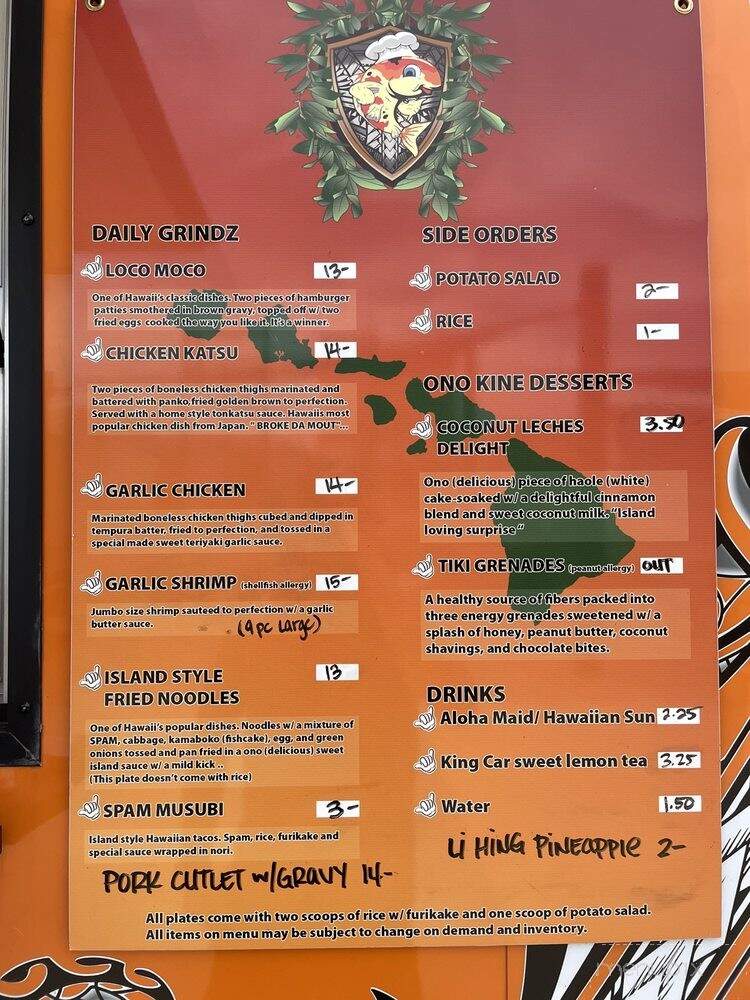 DAILY GRINDZ
LOCO MOCO 13-
One of Hawaii's classic dishes. Two pieces of hamburger
patties smothered in brown gravy, topped off w/ two
fried eggs cooked the way you like it. It's a winner.
CHICKEN KATSU 14-
Two pieces of boneless chicken thighs marinated and
battered with panko,fried golden brown to perfection.
Served with a home style tonkatsu sauce. Hawaiis most
popular chicken dish from Japan. " BROKE DA MOUT"...
GARLIC CHICKEN 14-
Marinated boneless chicken thighs cubed and dipped in
tempura batter, fried to perfection, and tossed in a
special made sweet teriyaki garlic sauce.
GARLIC SHRIMP (shellfish allergy) 15-
Jumbo size shrimp sauteed to perfection w/a garlic
butter sauce.
(9pc Large)
ISLAND STYLE 13
FRIED NOODLES
One of Hawaii's popular dishes. Noodles w/ a mixture of
SPAM, cabbage, kamaboko (fishcake), egg, and green
onions tossed and pan fried in a ono (delicious) sweet
island sauce w/ a mild kick ..
(This plate doesn't come with rice)
SPAM MUSUBI 3-
Island style Hawaiian tacos. Spam, rice, furikake and
special sauce wrapped in nori.
PORK CUTLET w/GRAVY 14-
SIDE ORDERS
POTATO SALAD 2-
RICE 1-
ONO KINE DESSERTS
COCONUT LECHES 3.50
DELIGHT
Ono (delicious) piece of haole (white)
cake-soaked w/ a delightful cinnamon
blend and sweet coconut milk. "Island
loving surprise"
TIKI GRENADES (peanut allergy) OUT
A healthy source of fibers packed into
three energy grenades sweetened w/ a
splash of honey, peanut butter, coconut
shavings, and chocolate bites.
DRINKS
Aloha Maid/ Hawaiian Sun 2.25
King Car sweet lemon tea 3.25
Water 1.50
Li HING PINEAPPLE 2-
All plates come with two scoops of rice w/ furikake and one scoop of potato salad.
All items on menu may be subject to change on demand and inventory.